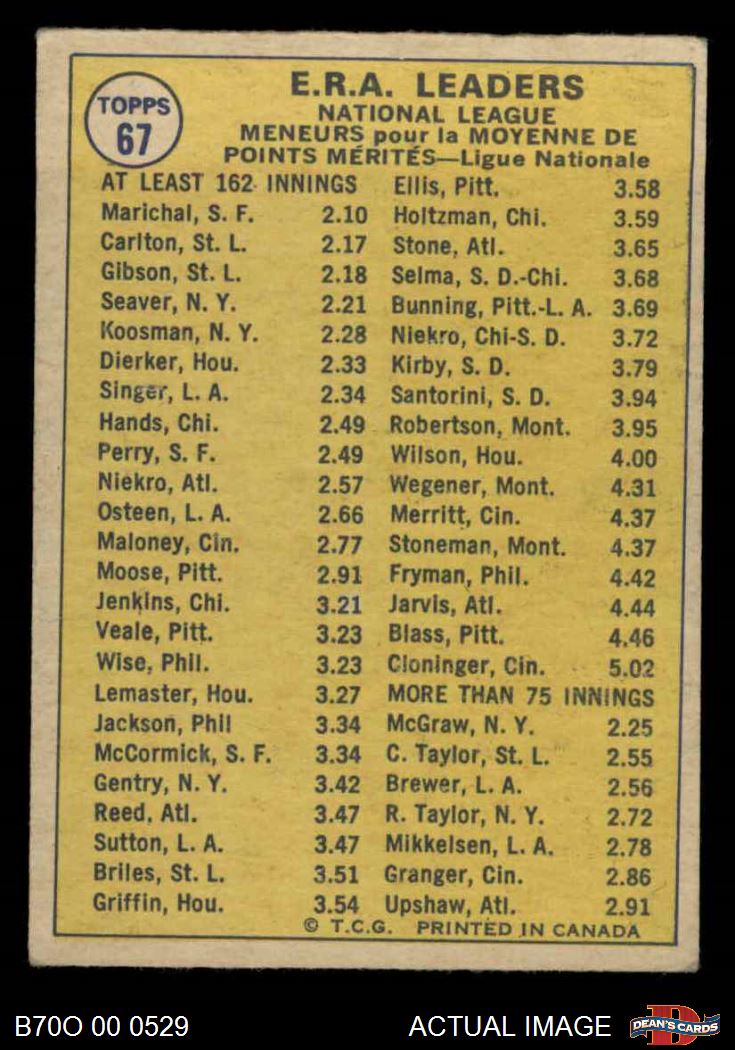 TOPPS
67
E.R.A. LEADERS
NATIONAL LEAGUE
MENEURS pour la MOYENNE DE
POINTS MÉRITÉS—Ligue Nationale
AT LEAST 162 INNINGS
Marichal, S. F. 2.10
Carlton, St. L. 2.17
Gibson, St. L. 2.18
Seaver, N. Y. 2.21
Koosman, N. Y. 2.28
Dierker, Hou. 2.33
Singer, L. A. 2.34
Hands, Chi. 2.49
Perry, S. F. 2.49
Niekro, Atl. 2.57
Osteen, L. A. 2.66
Maloney, Cin. 2.77
Moose, Pitt. 2.91
Jenkins, Chi. 3.21
Veale, Pitt. 3.23
Wise, Phil. 3.23
Lemaster, Hou. 3.27
Jackson, Phil 3.34
McCormick, S. F. 3.34
Gentry, N. Y. 3.42
Reed, Atl. 3.47
Sutton, L. A. 3.47
Briles, St. L. 3.51
Griffin, Hou. 3.54
Ellis, Pitt. 3.58
Holtzman, Chi. 3.59
Stone, Atl. 3.65
Selma, S. D.-Chi. 3.68
Bunning, Pitt.-L. A. 3.69
Niekro, Chi-S. D. 3.72
Kirby, S. D. 3.79
Santorini, S. D. 3.94
Robertson, Mont. 3.95
Wilson, Hou. 4.00
Wegener, Mont. 4.31
Merritt, Cin. 4.37
Stoneman, Mont. 4.37
Fryman, Phil. 4.42
Jarvis, Atl. 4.44
Blass, Pitt. 4.46
Cloninger, Cin. 5.02
MORE THAN 75 INNINGS
McGraw, N. Y. 2.25
C. Taylor, St. L. 2.55
Brewer, L. A. 2.56
R. Taylor, N. Y. 2.72
Mikkelsen, L. A. 2.78
Granger, Cin. 2.86
Upshaw, Atl. 2.91
© T.C.G. PRINTED IN CANADA
B70O 00 0529
ACTUAL IMAGE
D
DEAN'S CARDS